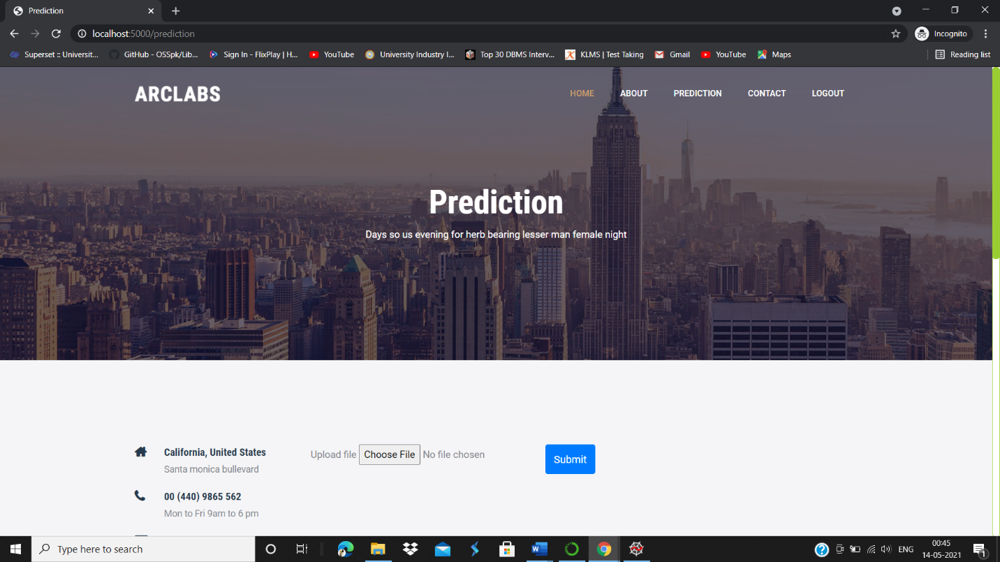 Prediction
localhost:5000/prediction
Incognito
Superset :: Universit... GitHub - OSSpk/Lib... Sign In - FlixPlay | H... YouTube University Industry I... Top 30 DBMS Interv... KLMS | Test Taking Gmail YouTube Maps Reading list
ARCLABS HOME ABOUT PREDICTION CONTACT LOGOUT
Prediction
Days so us evening for herb bearing lesser man female night
California, United States
Santa monica bullevard
Upload file Choose File No file chosen Submit
00 (440) 9865 562
Mon to Fri 9am to 6 pm
Type here to search
ENG
00:45
14-05-2021
1